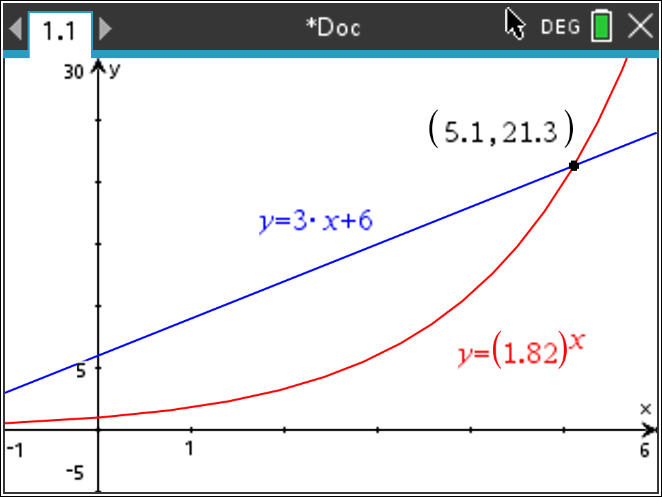 1.1 *Doc DEG
30 y
(5.1,21.3)
y=3·x+6
y=(1.82)^x
5
x
-1 1 6
-5